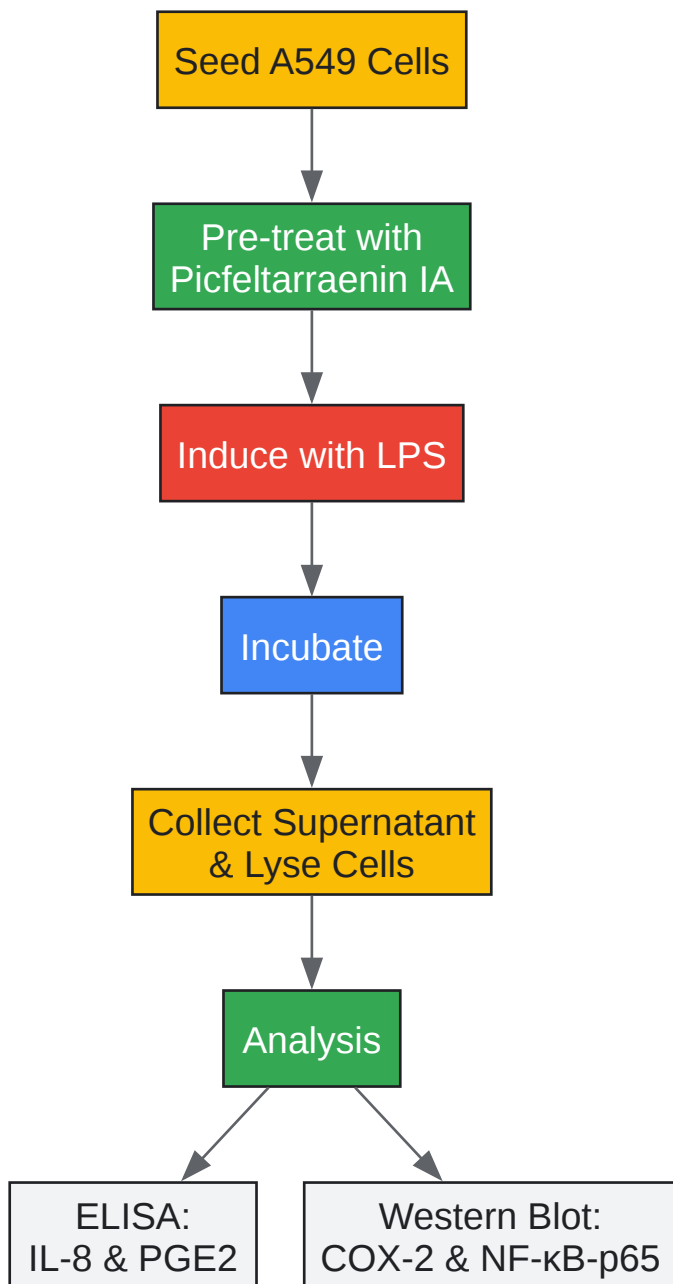 Seed A549 Cells
Pre-treat with
Picfeltarraenin IA
Induce with LPS
Incubate
Collect Supernatant
& Lyse Cells
Analysis
ELISA:
IL-8 & PGE2
Western Blot:
COX-2 & NF-κB-p65